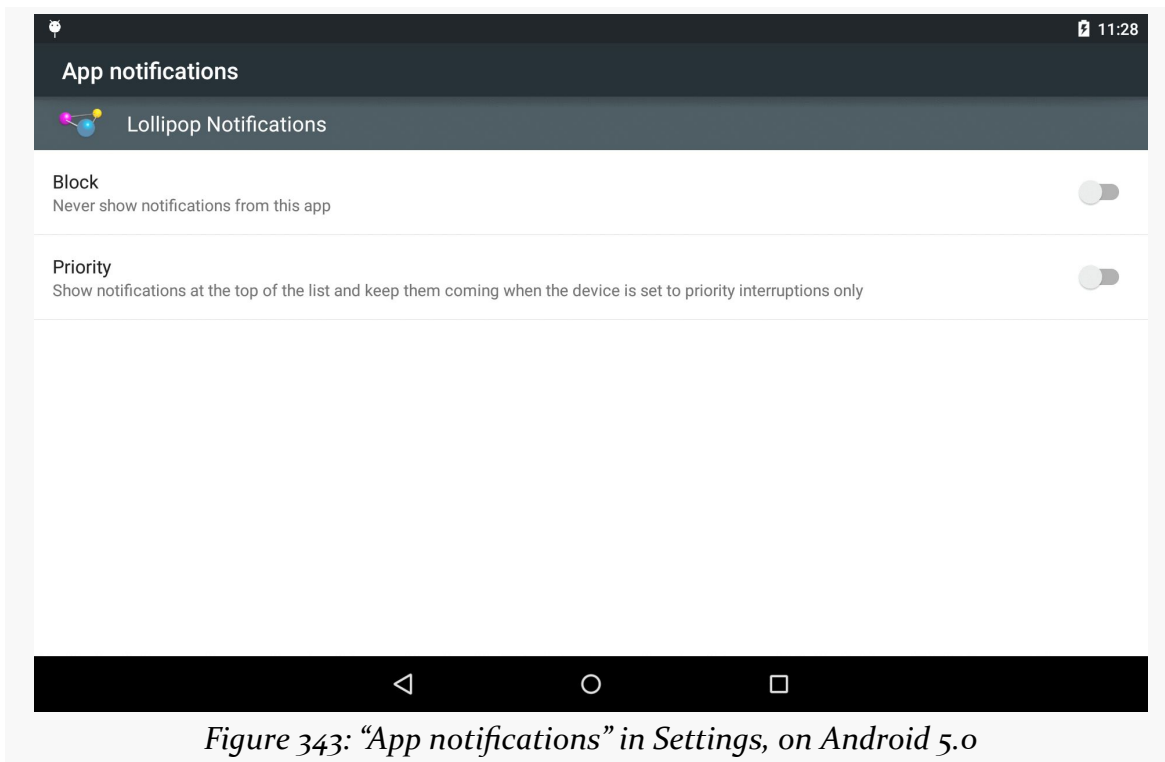 11:28
App notifications
Lollipop Notifications
Block
Never show notifications from this app
Priority
Show notifications at the top of the list and keep them coming when the device is set to priority interruptions only
Figure 343: “App notifications” in Settings, on Android 5.0